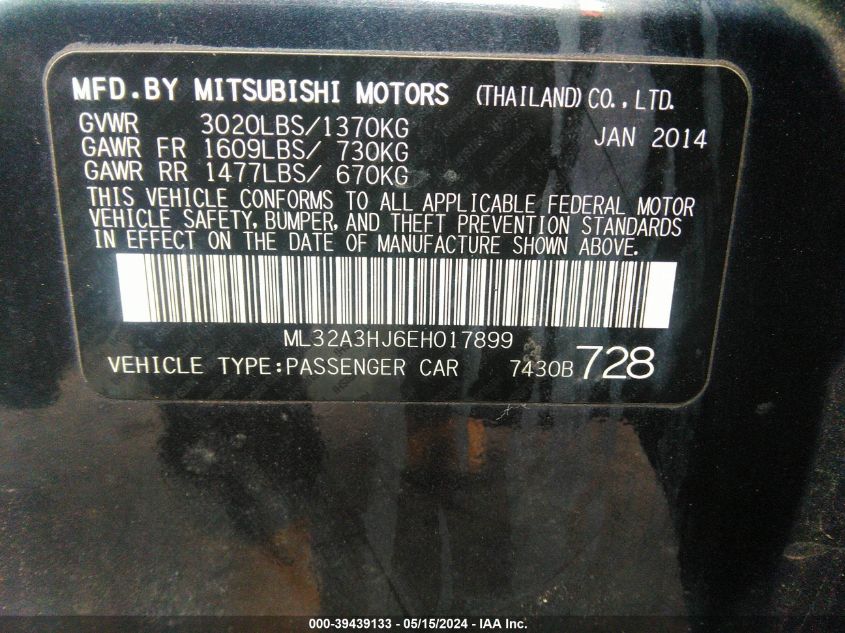 MFD.BY MITSUBISHI MOTORS (THAILAND) CO., LTD.
GVWR 3020LBS/1370KG JAN 2014
GAWR FR 1609LBS/ 730KG
GAWR RR 1477LBS/ 670KG
THIS VEHICLE CONFORMS TO ALL APPLICABLE FEDERAL MOTOR
VEHICLE SAFETY, BUMPER, AND THEFT PREVENTION STANDARDS
IN EFFECT ON THE DATE OF MANUFACTURE SHOWN ABOVE.
ML32A3HJ6EH017899
VEHICLE TYPE:PASSENGER CAR 7430B 728
000-39439133 - 05/15/2024 - IAA Inc.